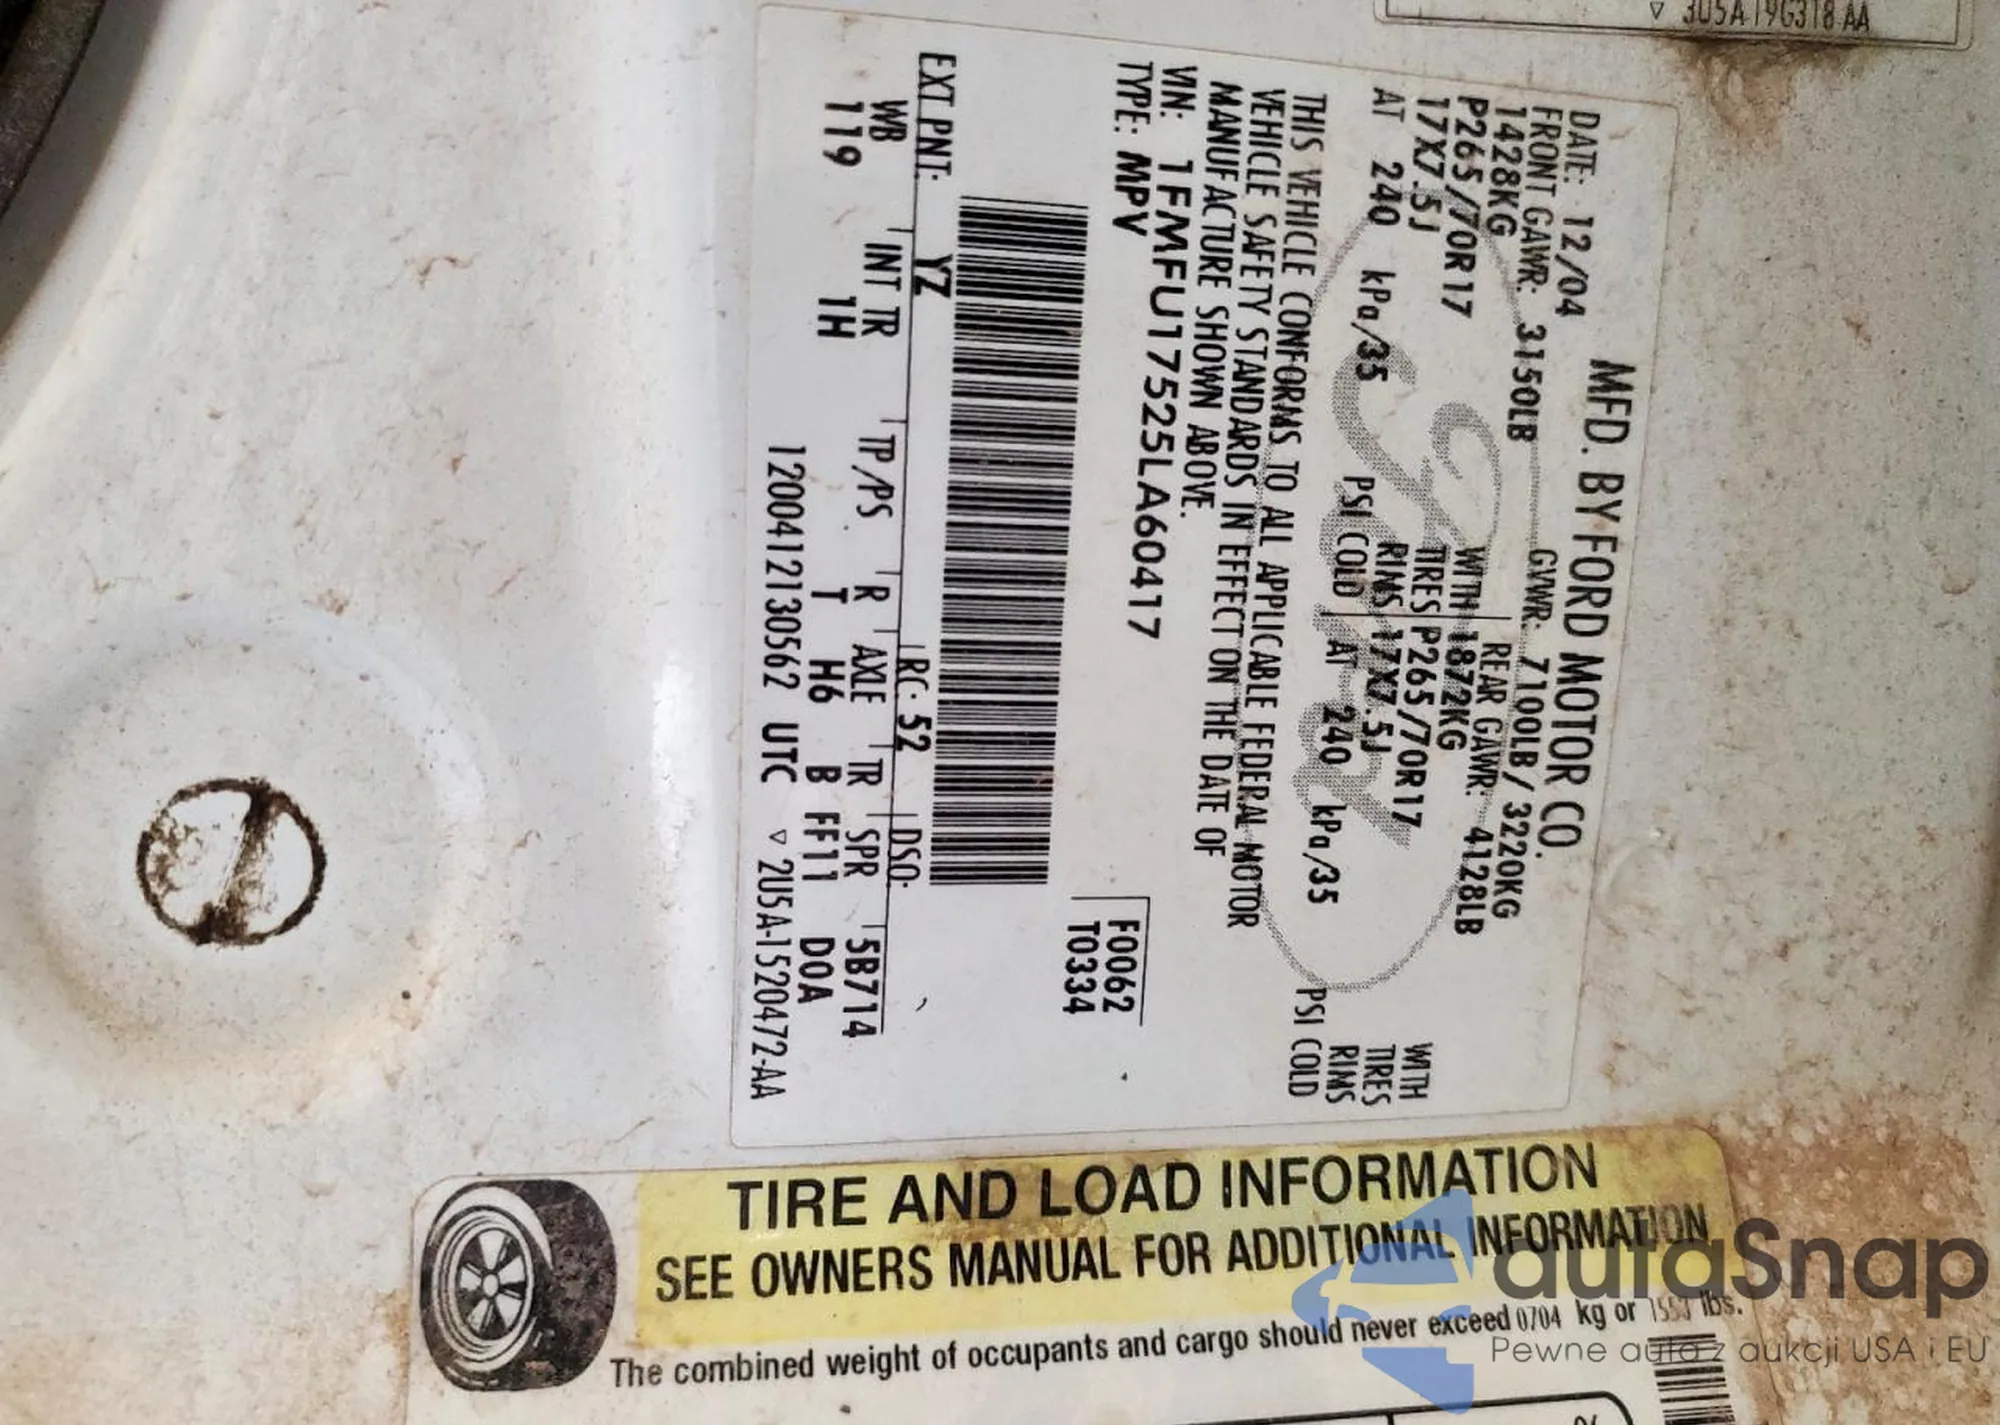 3U5A 19G318 AA
MFD. BY FORD MOTOR CO.
DATE: 12/04 GVWR: 7100LB/ 3220KG
FRONT GAWR: 3150LB REAR GAWR: 4128LB
1428KG WITH 1872KG WITH
P265/70R17 TIRES P265/70R17 TIRES
17X7.5J RIMS 17X7.5J RIMS
AT 240 kPa/35 PSI COLD AT 240 kPa/35 PSI COLD
THIS VEHICLE CONFORMS TO ALL APPLICABLE FEDERAL MOTOR
VEHICLE SAFETY STANDARDS IN EFFECT ON THE DATE OF
MANUFACTURE SHOWN ABOVE.
VIN: 1FMFU17525LA60417
TYPE: MPV
F0062
T0334
EXT PNT: YZ RC: 52 DSO:
WB INT TR TP/PS R AXLE TR SPR 5B714
119 1H T H6 B FF11 D0A
120041213056​2 UTC ▽ 2U5A-1520472-AA
TIRE AND LOAD INFORMATION
SEE OWNERS MANUAL FOR ADDITIONAL INFORMATION
The combined weight of occupants and cargo should never exceed 0704 kg or lbs.
autaSnap
Pewne auta z aukcji USA i EU